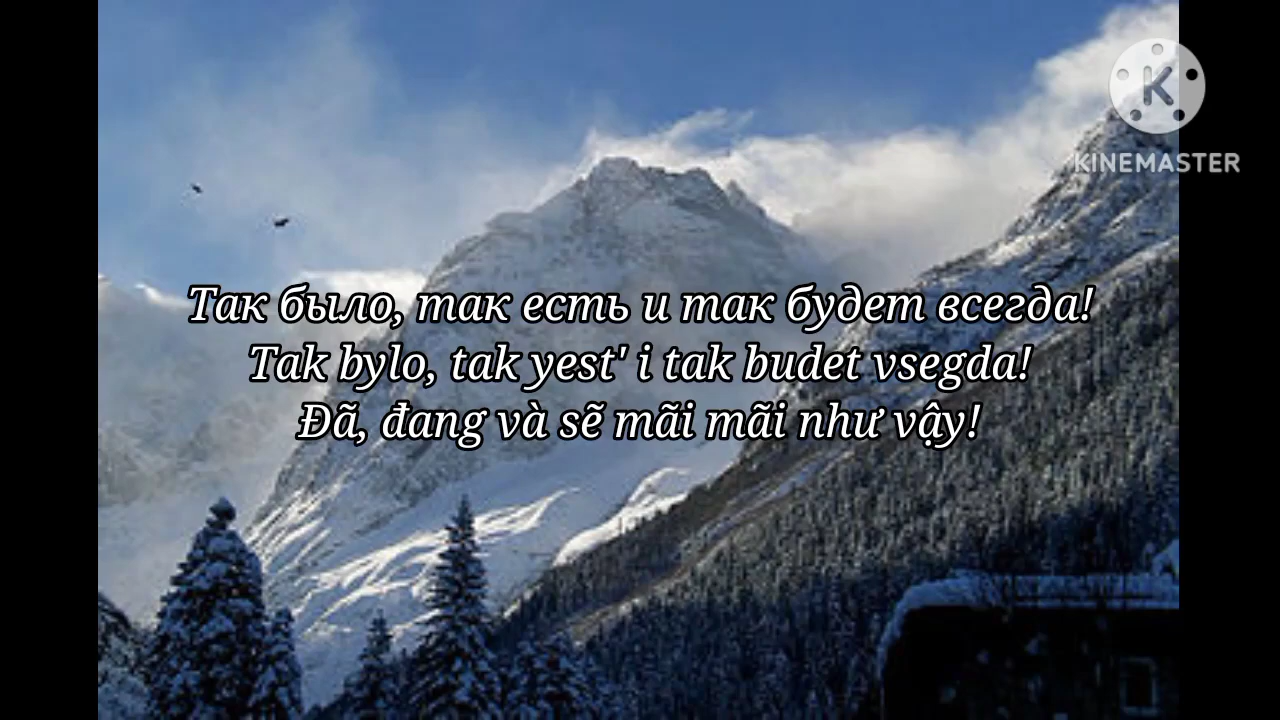 KINEMASTER
Так было, так есть и так будет всегда!
Tak bylo, tak yest' i tak budet vsegda!
Đã, đang và sẽ mãi mãi như vậy!